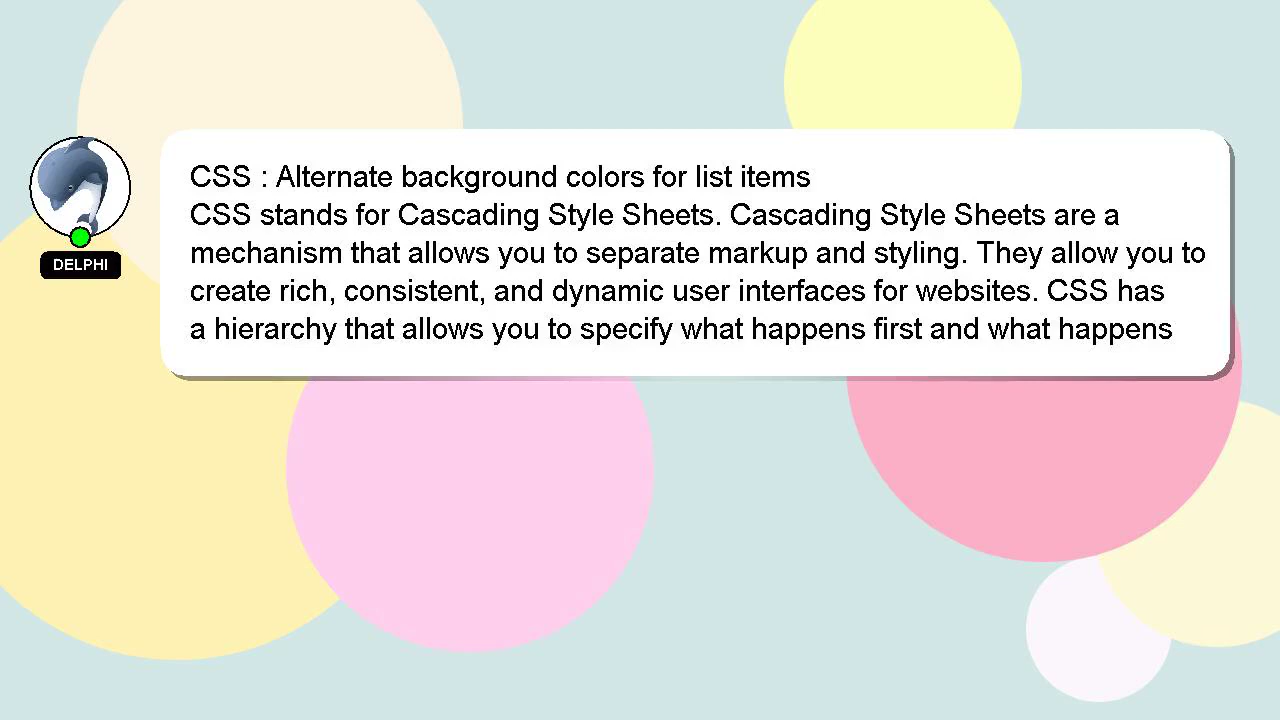 CSS : Alternate background colors for list items
CSS stands for Cascading Style Sheets. Cascading Style Sheets are a
mechanism that allows you to separate markup and styling. They allow you to
create rich, consistent, and dynamic user interfaces for websites. CSS has
a hierarchy that allows you to specify what happens first and what happens
DELPHI